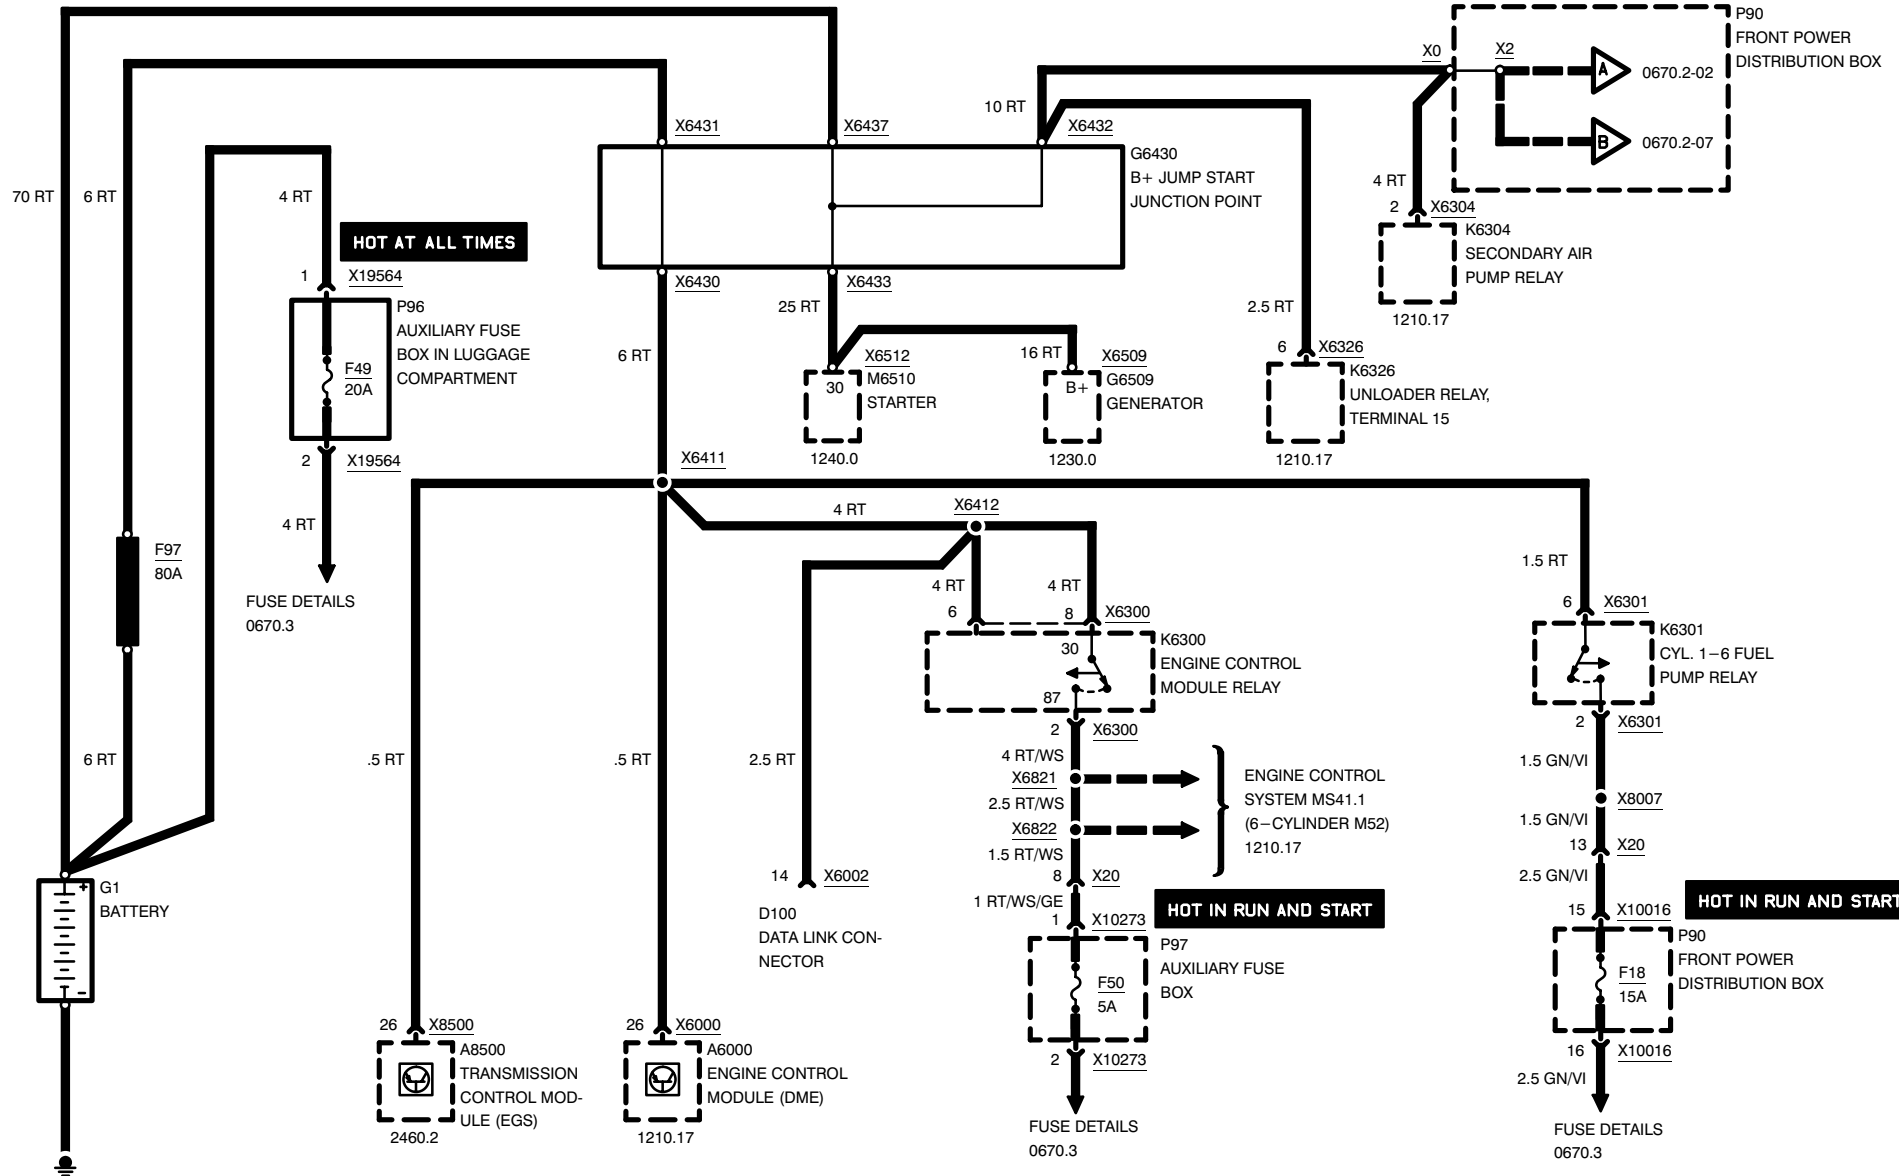 P90
FRONT POWER
DISTRIBUTION BOX
X0
X2
A
0670.2-02
B
0670.2-07
10 RT
X6431
X6437
X6432
G6430
B+ JUMP START
JUNCTION POINT
70 RT
6 RT
4 RT
HOT AT ALL TIMES
4 RT
2
X6304
K6304
SECONDARY AIR
PUMP RELAY
1210.17
1
X19564
P96
AUXILIARY FUSE
BOX IN LUGGAGE
COMPARTMENT
F49
20A
2
X19564
4 RT
FUSE DETAILS
0670.3
X6430
X6433
25 RT
6 RT
2.5 RT
X6512
M6510
STARTER
30
1240.0
16 RT
X6509
G6509
GENERATOR
B+
1230.0
6
X6326
K6326
UNLOADER RELAY,
TERMINAL 15
1210.17
X6411
4 RT
X6412
F97
80A
4 RT
4 RT
1.5 RT
6
8
X6300
K6300
ENGINE CONTROL
MODULE RELAY
30
87
2
X6300
6
X6301
K6301
CYL. 1–6 FUEL
PUMP RELAY
2
X6301
6 RT
.5 RT
.5 RT
2.5 RT
4 RT/WS
X6821
2.5 RT/WS
X6822
1.5 RT/WS
8
X20
1 RT/WS/GE
1
X10273
ENGINE CONTROL
SYSTEM MS41.1
(6–CYLINDER M52)
1210.17
1.5 GN/VI
X8007
1.5 GN/VI
13
X20
2.5 GN/VI
15
X10016
HOT IN RUN AND START
HOT IN RUN AND START
G1
BATTERY
+
-
14
X6002
D100
DATA LINK CON-
NECTOR
P97
AUXILIARY FUSE
BOX
F50
5A
2
X10273
FUSE DETAILS
0670.3
P90
FRONT POWER
DISTRIBUTION BOX
F18
15A
16
X10016
2.5 GN/VI
FUSE DETAILS
0670.3
26
X8500
A8500
TRANSMISSION
CONTROL MOD-
ULE (EGS)
2460.2
26
X6000
A6000
ENGINE CONTROL
MODULE (DME)
1210.17